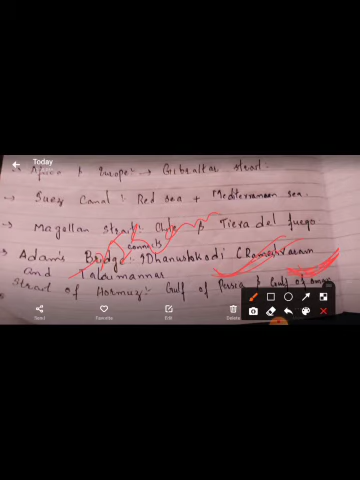 Today
→ Africa & Europe: → Gibraltar strait.
→ Suez Canal : Red sea + Mediterranean sea.
→ Magellan Strait: Chile & Tiera del fuego
→ Adam's Bridge: connects Dhanushkodi (Rameshwaram
and Talaimannar
Strait of Hormuz: Gulf of Persia & Gulf of Oman
Send Favorite Edit Delete